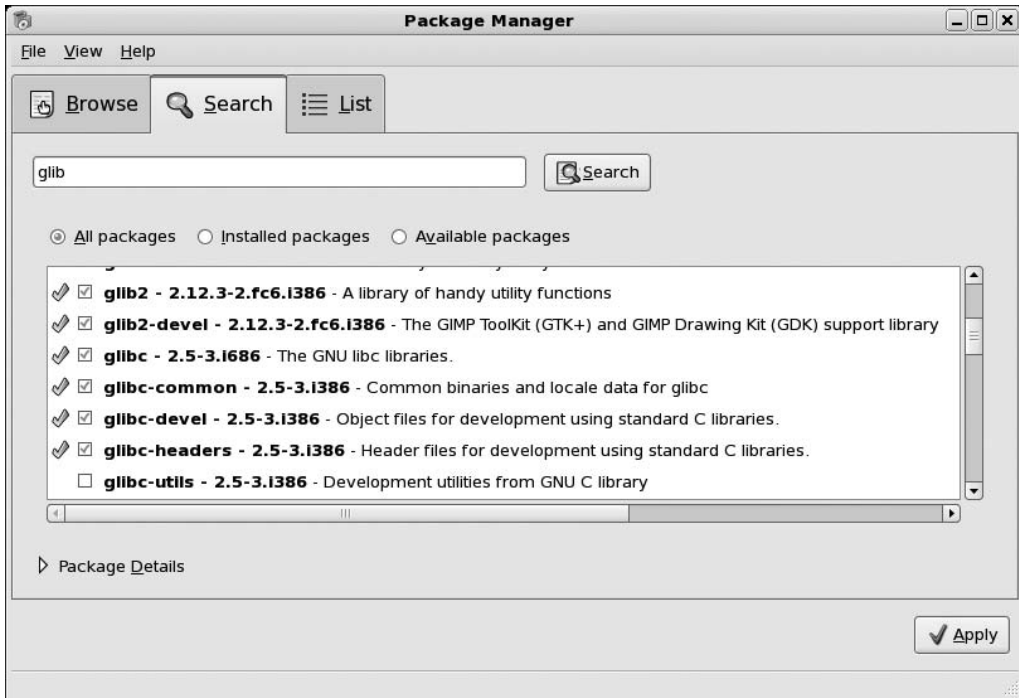 Package Manager
File View Help
Browse Search List
glib Search
All packages Installed packages Available packages
glib2 - 2.12.3-2.fc6.i386 - A library of handy utility functions
glib2-devel - 2.12.3-2.fc6.i386 - The GIMP ToolKit (GTK+) and GIMP Drawing Kit (GDK) support library
glibc - 2.5-3.i686 - The GNU libc libraries.
glibc-common - 2.5-3.i386 - Common binaries and locale data for glibc
glibc-devel - 2.5-3.i386 - Object files for development using standard C libraries.
glibc-headers - 2.5-3.i386 - Header files for development using standard C libraries.
glibc-utils - 2.5-3.i386 - Development utilities from GNU C library
Package Details
Apply